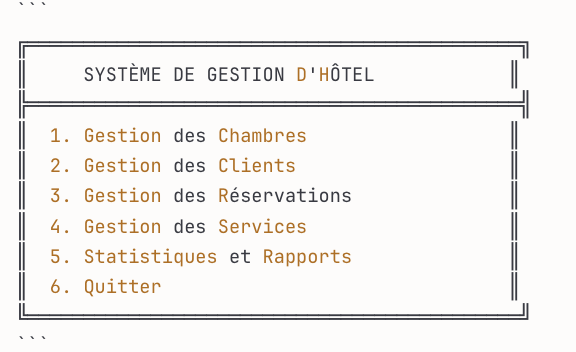 ```
╔════════════════════════════════════════════╗
║     SYSTÈME DE GESTION D'HÔTEL            ║
╠════════════════════════════════════════════╣
║  1. Gestion des Chambres                  ║
║  2. Gestion des Clients                   ║
║  3. Gestion des Réservations              ║
║  4. Gestion des Services                  ║
║  5. Statistiques et Rapports              ║
║  6. Quitter                               ║
╚════════════════════════════════════════════╝
```